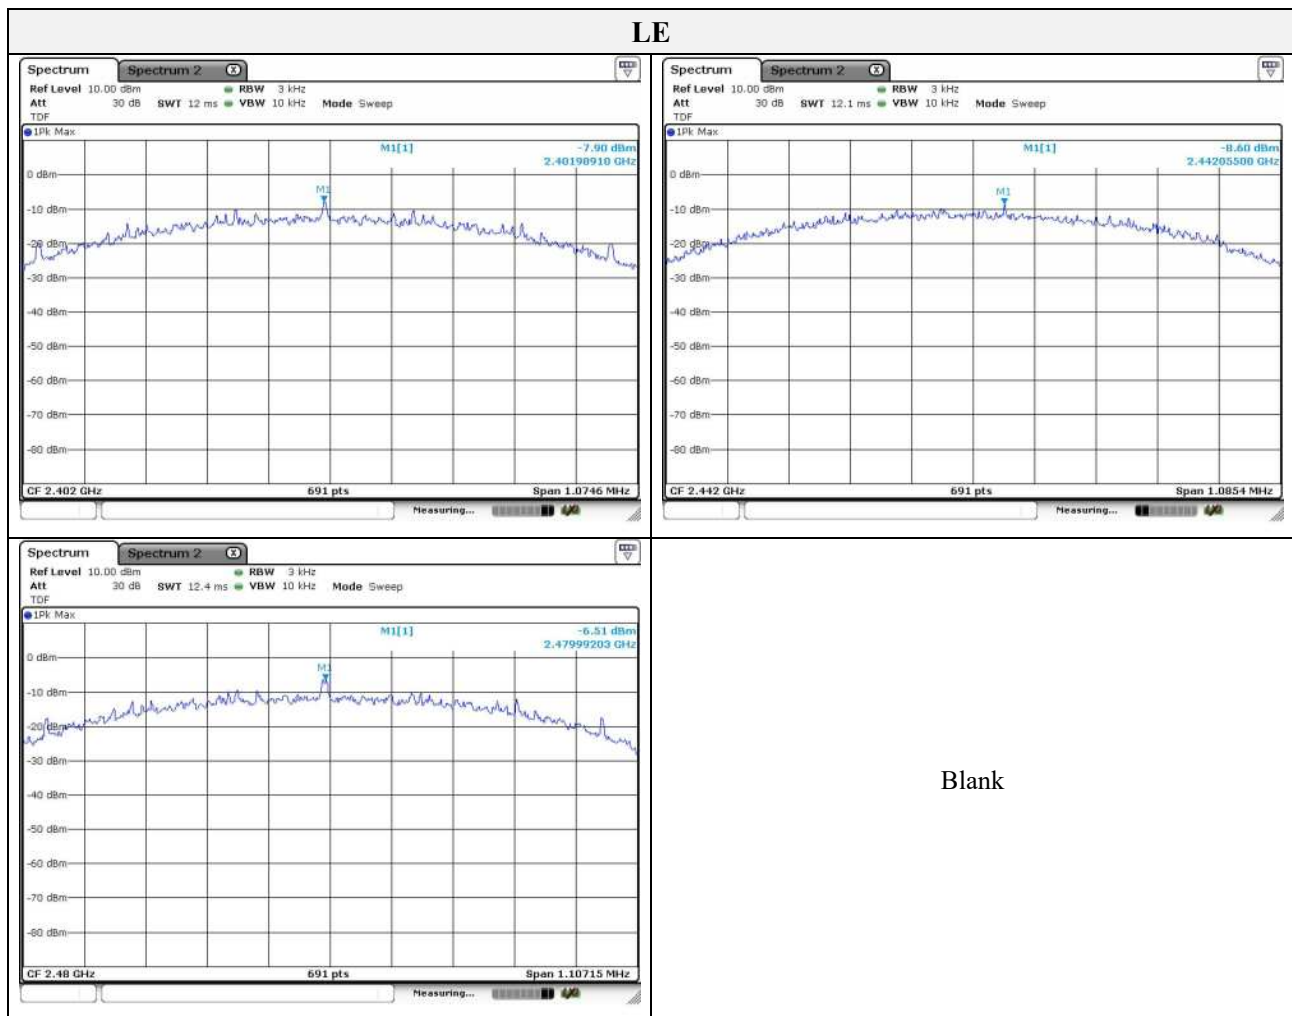 LE
Spectrum Spectrum 2 X
Ref Level 10.00 dBm RBW 3 kHz
Att 30 dB SWT 12 ms VBW 10 kHz Mode Sweep
TDF
1Pk Max
M1[1] -7.90 dBm
2.40198910 GHz
M1
0 dBm
-10 dBm
-20 dBm
-30 dBm
-40 dBm
-50 dBm
-60 dBm
-70 dBm
-80 dBm
CF 2.402 GHz 691 pts Span 1.0746 MHz
Measuring...
Spectrum Spectrum 2 X
Ref Level 10.00 dBm RBW 3 kHz
Att 30 dB SWT 12.1 ms VBW 10 kHz Mode Sweep
TDF
1Pk Max
M1[1] -8.60 dBm
2.44205500 GHz
M1
0 dBm
-10 dBm
-20 dBm
-30 dBm
-40 dBm
-50 dBm
-60 dBm
-70 dBm
-80 dBm
CF 2.442 GHz 691 pts Span 1.0854 MHz
Measuring...
Spectrum Spectrum 2 X
Ref Level 10.00 dBm RBW 3 kHz
Att 30 dB SWT 12.4 ms VBW 10 kHz Mode Sweep
TDF
1Pk Max
M1[1] -6.51 dBm
2.47999203 GHz
M1
0 dBm
-10 dBm
-20 dBm
-30 dBm
-40 dBm
-50 dBm
-60 dBm
-70 dBm
-80 dBm
CF 2.48 GHz 691 pts Span 1.10715 MHz
Measuring...
Blank